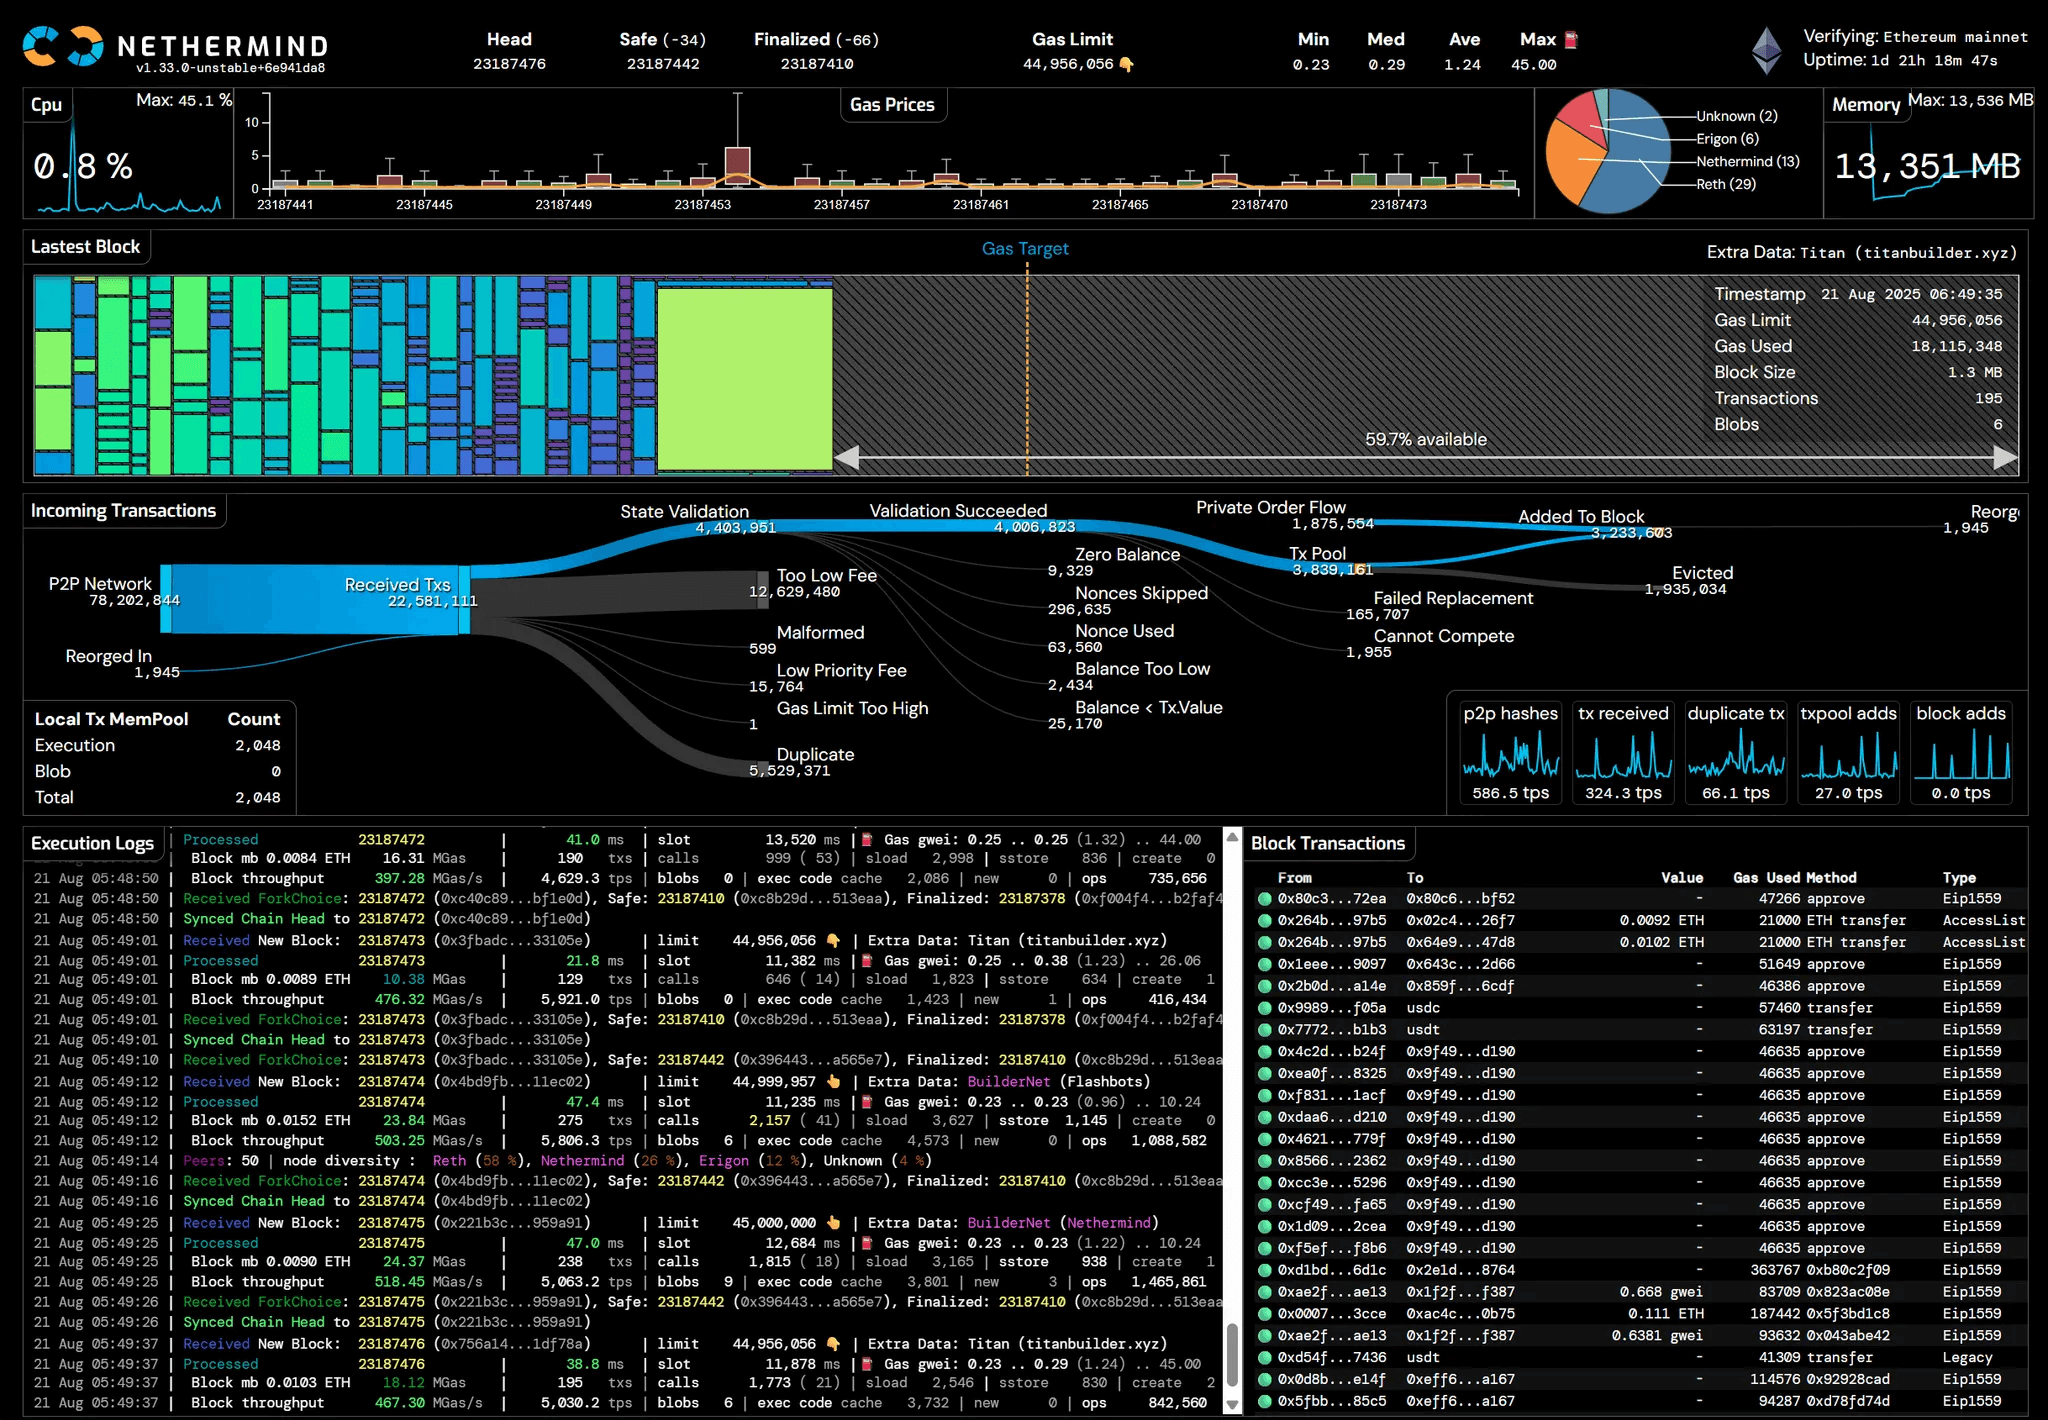 NETHERMIND
v1.33.0-unstable+6e941da8
Head
23187476
Safe (-34)
23187442
Finalized (-66)
23187410
Gas Limit
44,956,056 👇
Min Med Ave Max ⛽
0.23 0.29 1.24 45.00
Verifying: Ethereum mainnet
Uptime: 1d 21h 18m 47s
Cpu
Max: 45.1 %
0.8 %
Gas Prices
10
5
0
23187441 23187445 23187449 23187453 23187457 23187461 23187465 23187470 23187473
Unknown (2)
Erigon (6)
Nethermind (13)
Reth (29)
Memory
Max: 13,536 MB
13,351 MB
Lastest Block
Gas Target
Extra Data: Titan (titanbuilder.xyz)
Timestamp 21 Aug 2025 06:49:35
Gas Limit 44,956,056
Gas Used 18,115,348
Block Size 1.3 MB
Transactions 195
Blobs 6
59.7% available
Incoming Transactions
P2P Network
78,202,844
Reorged In
1,945
Received Txs
22,581,111
State Validation
4,403,951
Too Low Fee
12,629,480
Malformed
599
Low Priority Fee
15,764
Gas Limit Too High
1
Duplicate
5,529,371
Validation Succeeded
4,006,823
Zero Balance
9,329
Nonces Skipped
296,635
Nonce Used
63,560
Balance Too Low
2,434
Balance < Tx.Value
25,170
Private Order Flow
1,875,554
Tx Pool
3,839,161
Failed Replacement
165,707
Cannot Compete
1,955
Added To Block
3,233,603
Evicted
1,935,034
Reorg
1,945
Local Tx MemPool Count
Execution 2,048
Blob 0
Total 2,048
p2p hashes
586.5 tps
tx received
324.3 tps
duplicate tx
66.1 tps
txpool adds
27.0 tps
block adds
0.0 tps
Execution Logs
Processed 23187472 | 41.0 ms | slot 13,520 ms |⛽ Gas gwei: 0.25 .. 0.25 (1.32) .. 44.00
Block mb 0.0084 ETH 16.31 MGas | 190 txs | calls 999 ( 53) | sload 2,998 | sstore 836 | create 0
21 Aug 05:48:50 | Block throughput 397.28 MGas/s | 4,629.3 tps | blobs 0 | exec code cache 2,086 | new 0 | ops 735,656
21 Aug 05:48:50 | Received ForkChoice: 23187472 (0xc40c89...bf1e0d), Safe: 23187410 (0xc8b29d...513eaa), Finalized: 23187378 (0xf004f4...b2faf4
21 Aug 05:48:50 | Synced Chain Head to 23187472 (0xc40c89...bf1e0d)
21 Aug 05:49:01 | Received New Block: 23187473 (0x3fbadc...33105e) | limit 44,956,056 👇 | Extra Data: Titan (titanbuilder.xyz)
21 Aug 05:49:01 | Processed 23187473 | 21.8 ms | slot 11,382 ms |⛽ Gas gwei: 0.25 .. 0.38 (1.23) .. 26.06
21 Aug 05:49:01 | Block mb 0.0089 ETH 10.38 MGas | 129 txs | calls 646 ( 14) | sload 1,823 | sstore 634 | create 1
21 Aug 05:49:01 | Block throughput 476.32 MGas/s | 5,921.0 tps | blobs 0 | exec code cache 1,423 | new 1 | ops 416,434
21 Aug 05:49:01 | Received ForkChoice: 23187473 (0x3fbadc...33105e), Safe: 23187410 (0xc8b29d...513eaa), Finalized: 23187378 (0xf004f4...b2faf4
21 Aug 05:49:01 | Synced Chain Head to 23187473 (0x3fbadc...33105e)
21 Aug 05:49:10 | Received ForkChoice: 23187473 (0x3fbadc...33105e), Safe: 23187442 (0x396443...a565e7), Finalized: 23187410 (0xc8b29d...513eaa
21 Aug 05:49:12 | Received New Block: 23187474 (0x4bd9fb...11ec02) | limit 44,999,957 👆 | Extra Data: BuilderNet (Flashbots)
21 Aug 05:49:12 | Processed 23187474 | 47.4 ms | slot 11,235 ms |⛽ Gas gwei: 0.23 .. 0.23 (0.96) .. 10.24
21 Aug 05:49:12 | Block mb 0.0152 ETH 23.84 MGas | 275 txs | calls 2,157 ( 41) | sload 3,627 | sstore 1,145 | create 0
21 Aug 05:49:12 | Block throughput 503.25 MGas/s | 5,806.3 tps | blobs 6 | exec code cache 4,573 | new 0 | ops 1,088,582
21 Aug 05:49:14 | Peers: 50 | node diversity : Reth (58 %), Nethermind (26 %), Erigon (12 %), Unknown (4 %)
21 Aug 05:49:16 | Received ForkChoice: 23187474 (0x4bd9fb...11ec02), Safe: 23187442 (0x396443...a565e7), Finalized: 23187410 (0xc8b29d...513eaa
21 Aug 05:49:16 | Synced Chain Head to 23187474 (0x4bd9fb...11ec02)
21 Aug 05:49:25 | Received New Block: 23187475 (0x221b3c...959a91) | limit 45,000,000 👆 | Extra Data: BuilderNet (Nethermind)
21 Aug 05:49:25 | Processed 23187475 | 47.0 ms | slot 12,684 ms |⛽ Gas gwei: 0.23 .. 0.23 (1.22) .. 10.24
21 Aug 05:49:25 | Block mb 0.0090 ETH 24.37 MGas | 238 txs | calls 1,815 ( 18) | sload 3,165 | sstore 938 | create 1
21 Aug 05:49:25 | Block throughput 518.45 MGas/s | 5,063.2 tps | blobs 9 | exec code cache 3,801 | new 3 | ops 1,465,861
21 Aug 05:49:26 | Received ForkChoice: 23187475 (0x221b3c...959a91), Safe: 23187442 (0x396443...a565e7), Finalized: 23187410 (0xc8b29d...513eaa
21 Aug 05:49:26 | Synced Chain Head to 23187475 (0x221b3c...959a91)
21 Aug 05:49:37 | Received New Block: 23187476 (0x756a14...1df78a) | limit 44,956,056 👇 | Extra Data: Titan (titanbuilder.xyz)
21 Aug 05:49:37 | Processed 23187476 | 38.8 ms | slot 11,878 ms |⛽ Gas gwei: 0.23 .. 0.29 (1.24) .. 45.00
21 Aug 05:49:37 | Block mb 0.0103 ETH 18.12 MGas | 195 txs | calls 1,773 ( 21) | sload 2,546 | sstore 830 | create 2
21 Aug 05:49:37 | Block throughput 467.30 MGas/s | 5,030.2 tps | blobs 6 | exec code cache 3,732 | new 0 | ops 842,560
Block Transactions
From To Value Gas Used Method Type
0x80c3...72ea 0x80c6...bf52 - 47266 approve Eip1559
0x264b...97b5 0x02c4...26f7 0.0092 ETH 21000 ETH transfer AccessList
0x264b...97b5 0x64e9...47d8 0.0102 ETH 21000 ETH transfer AccessList
0x1eee...9097 0x643c...2d66 - 51649 approve Eip1559
0x2b0d...a14e 0x859f...6cdf - 46386 approve Eip1559
0x9989...f05a usdc - 57460 transfer Eip1559
0x7772...b1b3 usdt - 63197 transfer Eip1559
0x4c2d...b24f 0x9f49...d190 - 46635 approve Eip1559
0xea0f...8325 0x9f49...d190 - 46635 approve Eip1559
0xf831...1acf 0x9f49...d190 - 46635 approve Eip1559
0xdaa6...d210 0x9f49...d190 - 46635 approve Eip1559
0x4621...779f 0x9f49...d190 - 46635 approve Eip1559
0x8566...2362 0x9f49...d190 - 46635 approve Eip1559
0xcc3e...5296 0x9f49...d190 - 46635 approve Eip1559
0xcf49...fa65 0x9f49...d190 - 46635 approve Eip1559
0x1d09...2cea 0x9f49...d190 - 46635 approve Eip1559
0xf5ef...f8b6 0x9f49...d190 - 46635 approve Eip1559
0xd1bd...6d1c 0x2e1d...8764 - 363767 0xb80c2f09 Eip1559
0xae2f...ae13 0x1f2f...f387 0.668 gwei 83709 0x823ac08e Eip1559
0x0007...3cce 0xac4c...0b75 0.111 ETH 187442 0x5f3bd1c8 Eip1559
0xae2f...ae13 0x1f2f...f387 0.6381 gwei 93632 0x043abe42 Eip1559
0xd54f...7436 usdt - 41309 transfer Legacy
0x0d8b...e14f 0xeff6...a167 - 114576 0x92928cad Eip1559
0x5fbb...85c5 0xeff6...a167 - 94287 0xd78fd74d Eip1559